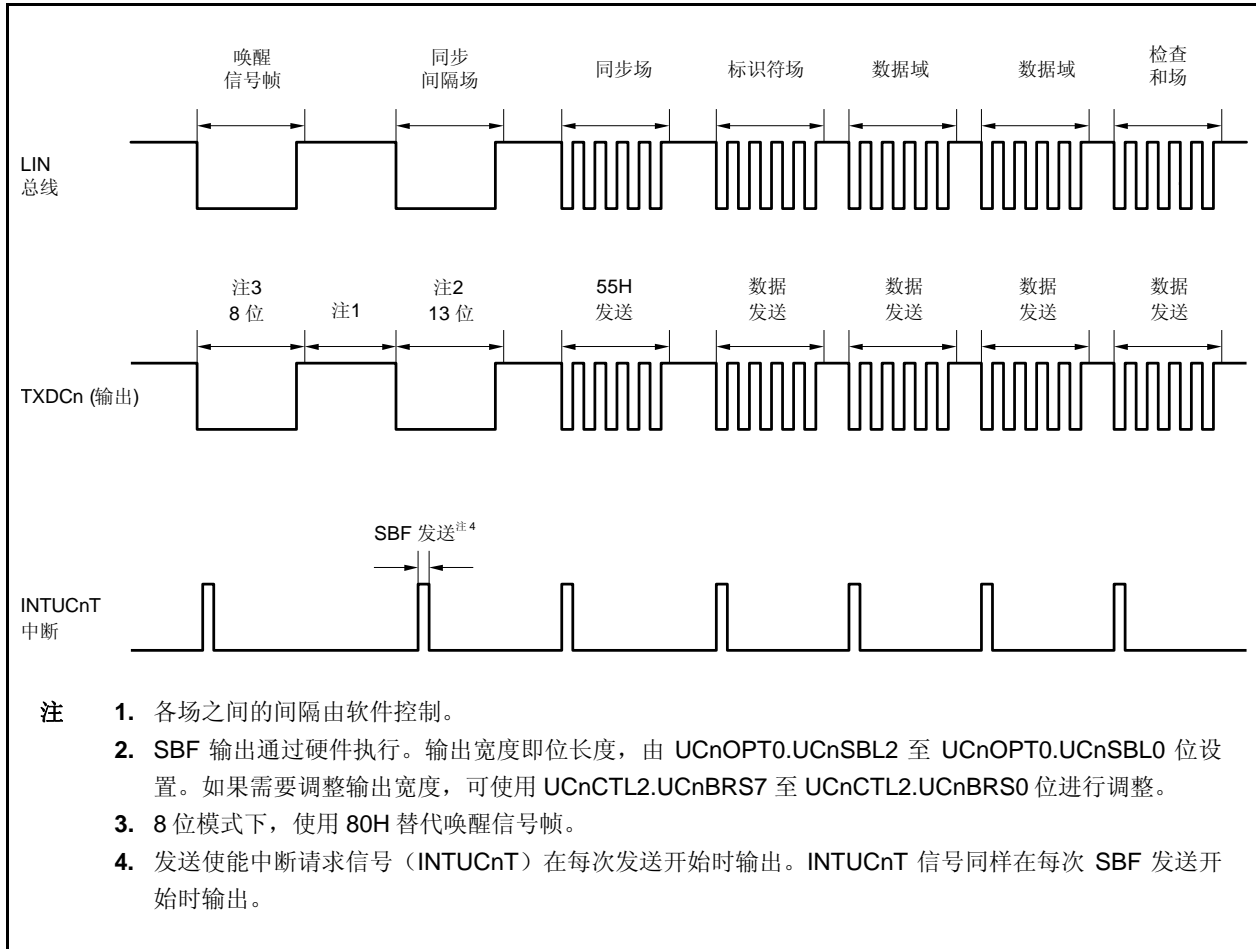 唤醒
信号帧
同步
间隔场
同步场
标识符场
数据域
数据域
检查
和场
LIN
总线
注3
8 位
注1
注2
13 位
55H
发送
数据
发送
数据
发送
数据
发送
数据
发送
TXDCn (输出)
SBF 发送注 4
INTUCnT
中断
注 1. 各场之间的间隔由软件控制。
2. SBF 输出通过硬件执行。输出宽度即位长度，由 UCnOPT0.UCnSBL2 至 UCnOPT0.UCnSBL0 位设
置。如果需要调整输出宽度，可使用 UCnCTL2.UCnBRS7 至 UCnCTL2.UCnBRS0 位进行调整。
3. 8 位模式下，使用 80H 替代唤醒信号帧。
4. 发送使能中断请求信号（INTUCnT）在每次发送开始时输出。INTUCnT 信号同样在每次 SBF 发送开
始时输出。